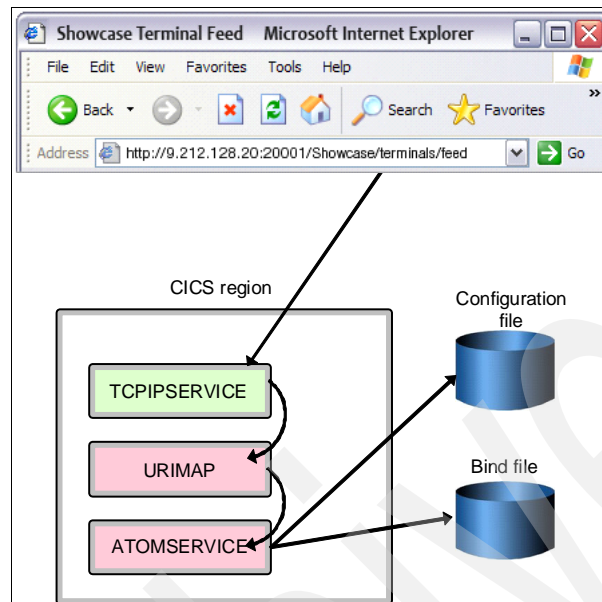 Showcase Terminal Feed Microsoft Internet Explorer
File Edit View Favorites Tools Help
Back Search Favorites
Address http://9.212.128.20:20001/Showcase/terminals/feed Go
CICS region
Configuration
file
TCPIPSERVICE
URIMAP
Bind file
ATOMSERVICE